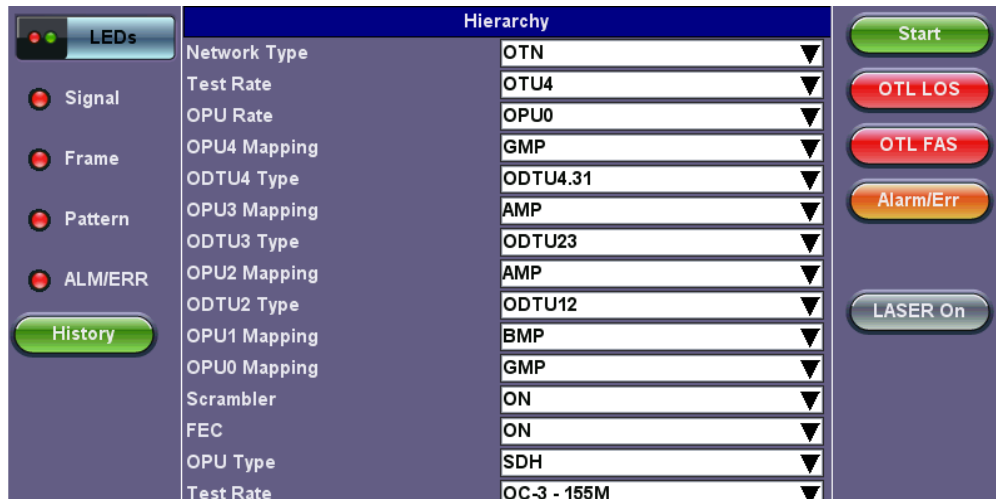 LEDs
Signal
Frame
Pattern
ALM/ERR
History
Hierarchy
Network Type OTN
Test Rate OTU4
OPU Rate OPU0
OPU4 Mapping GMP
ODTU4 Type ODTU4.31
OPU3 Mapping AMP
ODTU3 Type ODTU23
OPU2 Mapping AMP
ODTU2 Type ODTU12
OPU1 Mapping BMP
OPU0 Mapping GMP
Scrambler ON
FEC ON
OPU Type SDH
Test Rate OC-3 - 155M
Start
OTL LOS
OTL FAS
Alarm/Err
LASER On